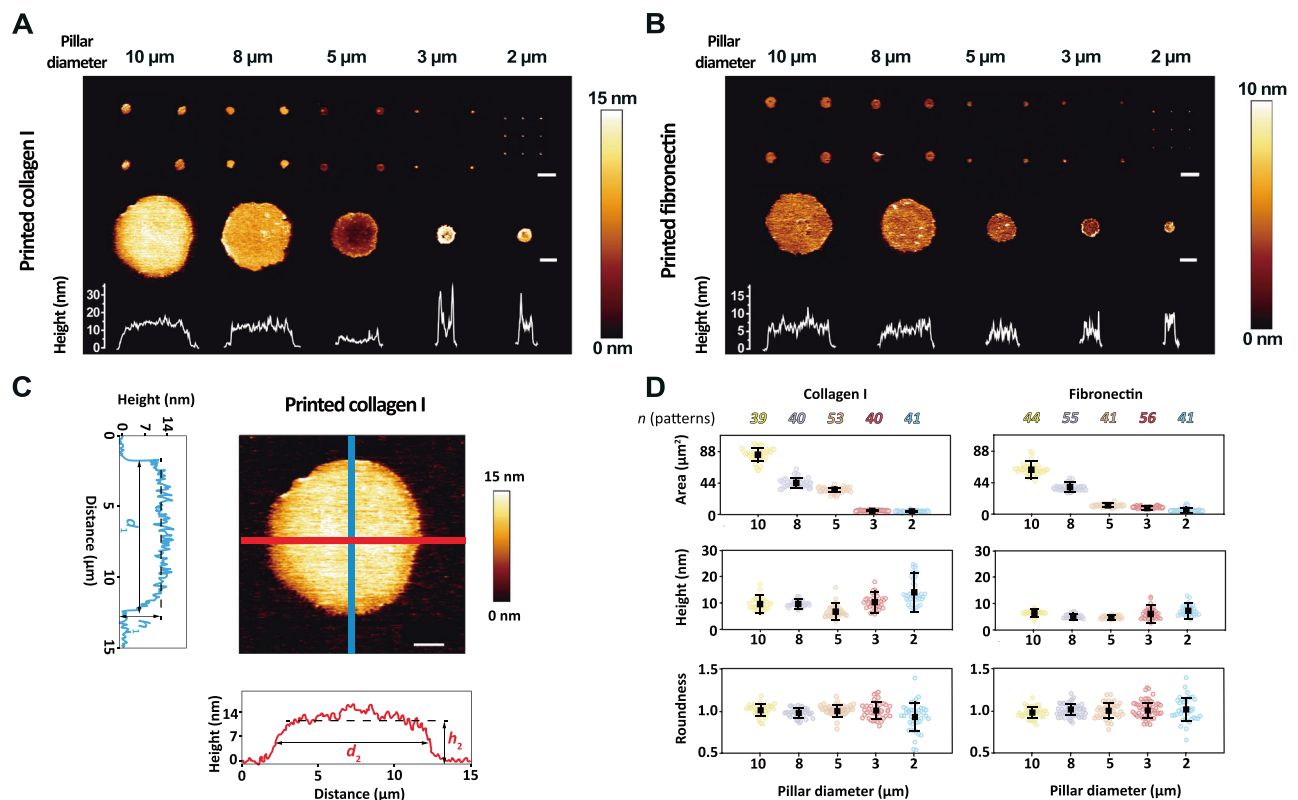 A
Pillar diameter
10 µm 8 µm 5 µm 3 µm 2 µm
Printed collagen I
15 nm
0 nm
Height (nm)
30
20
10
0
B
Pillar diameter
10 µm 8 µm 5 µm 3 µm 2 µm
Printed fibronectin
10 nm
0 nm
Height (nm)
15
10
5
0
C
Height (nm)
0 7 14
0
5
10
15
Distance (µm)
d1
h1
Printed collagen I
15 nm
0 nm
Height (nm)
14
7
0
d2
h2
0 5 10 15
Distance (µm)
D
Collagen I
Fibronectin
n (patterns) 39 40 53 40 41
44 55 41 56 41
Area (µm²)
88
44
0
10 8 5 3 2
88
44
0
10 8 5 3 2
Height (nm)
30
20
10
0
10 8 5 3 2
30
20
10
0
10 8 5 3 2
Roundness
1.5
1.0
0.5
10 8 5 3 2
1.5
1.0
0.5
10 8 5 3 2
Pillar diameter (µm)
Pillar diameter (µm)